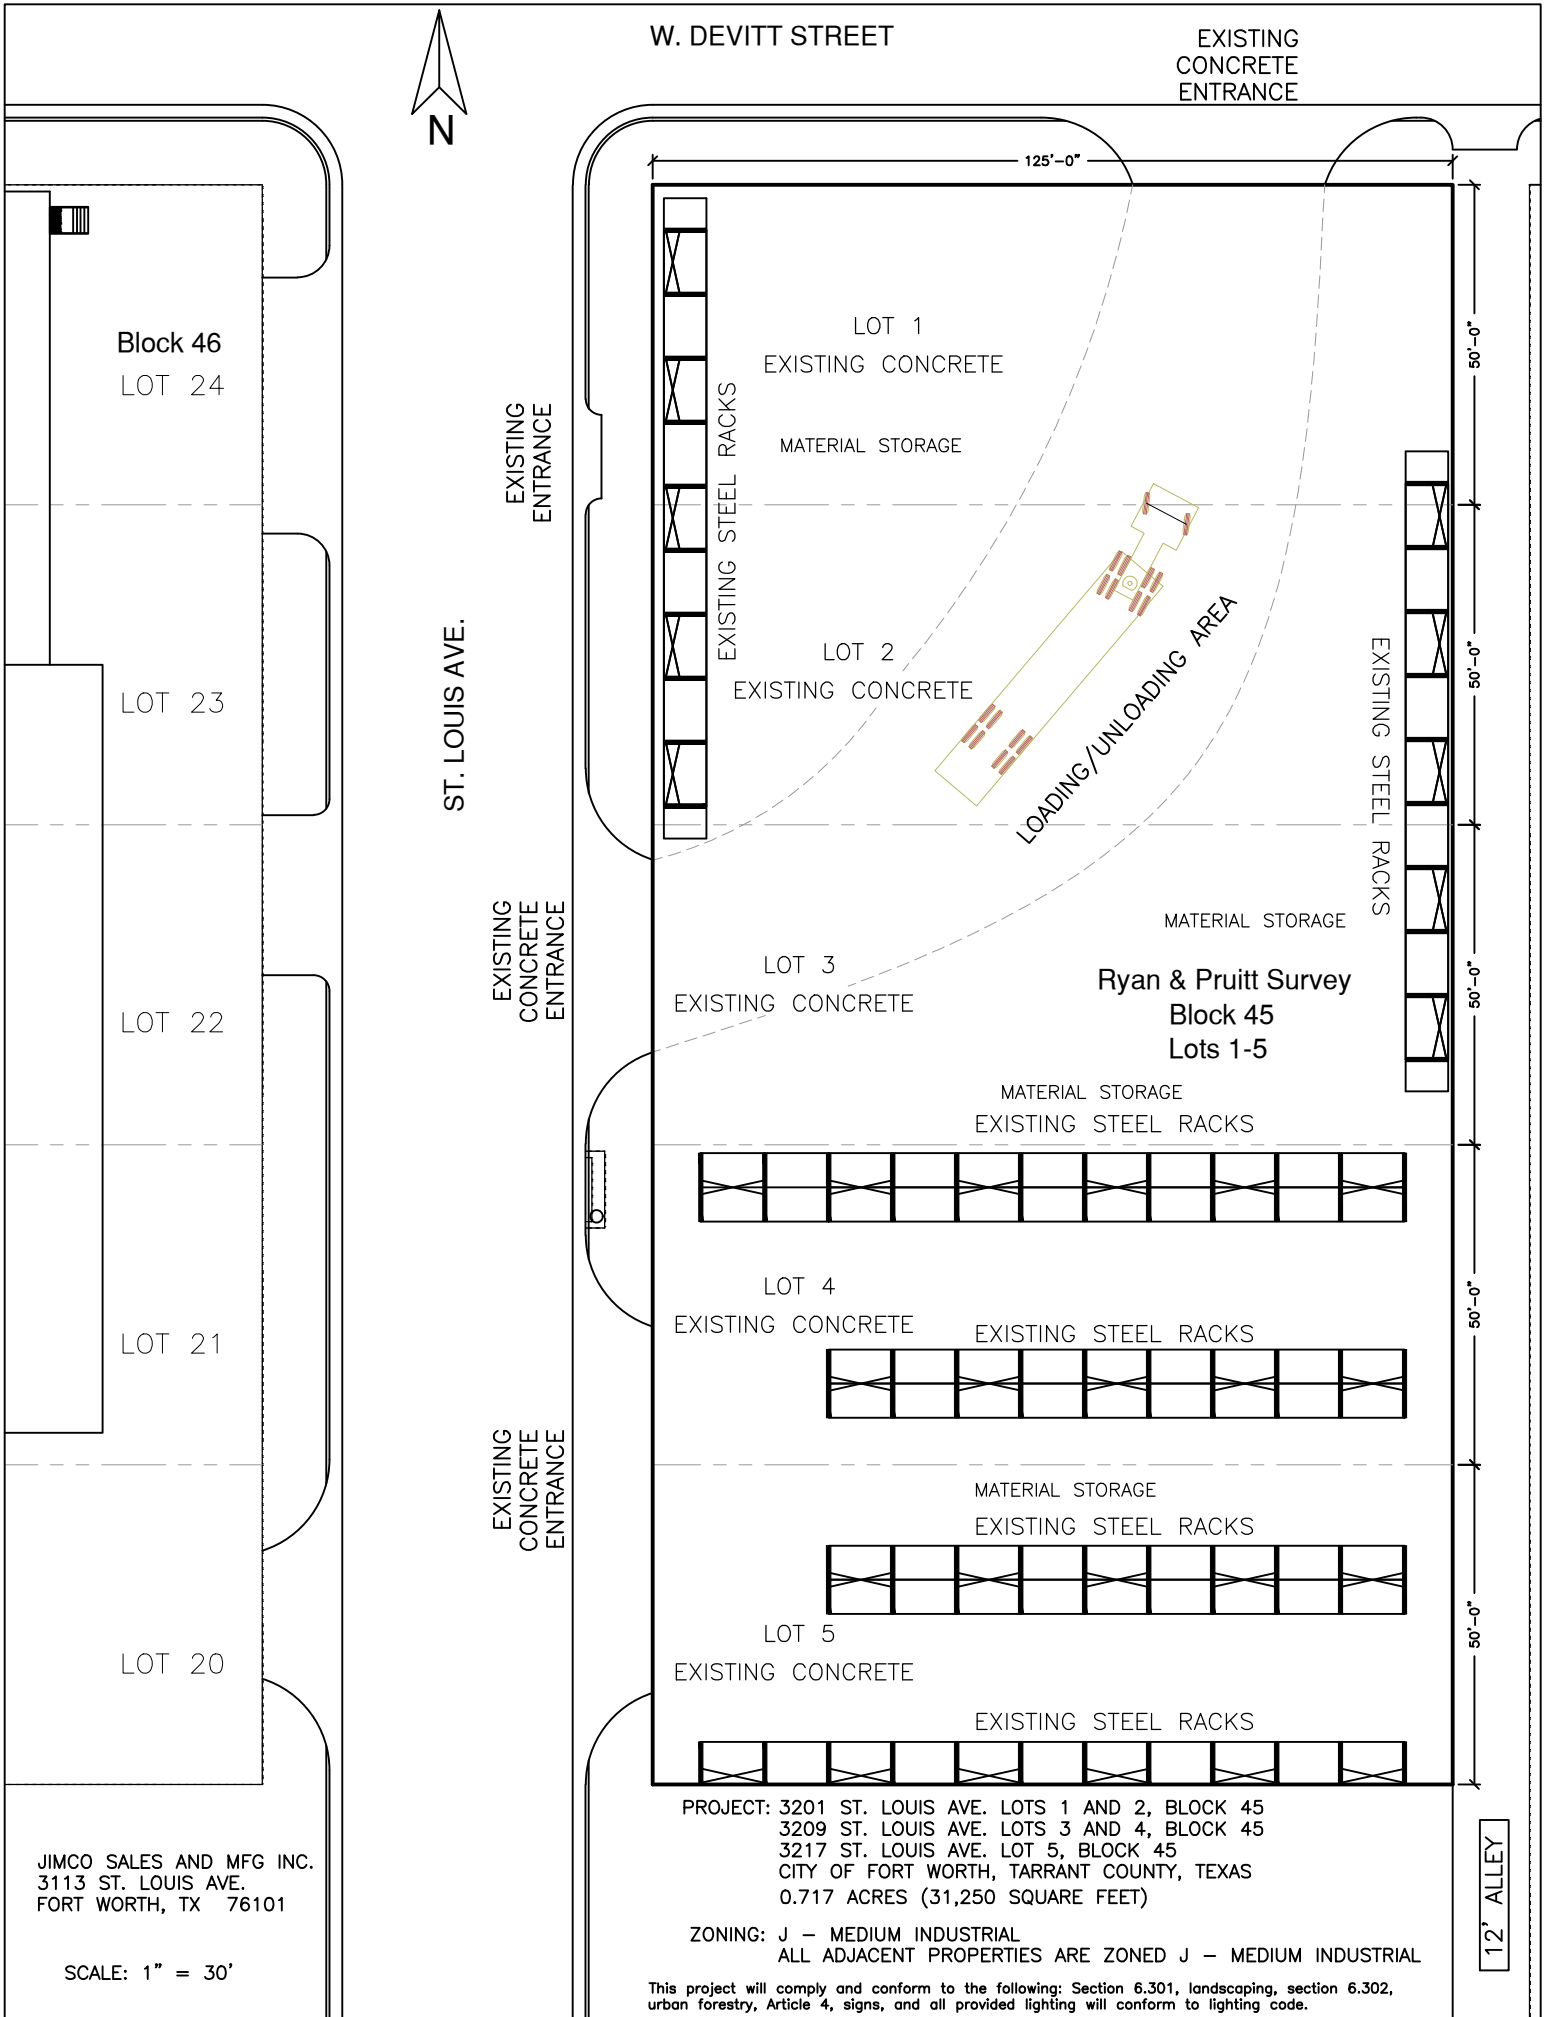 W. DEVITT STREET
EXISTING
CONCRETE
ENTRANCE
N
125'-0"
Block 46
LOT 24
LOT 23
LOT 22
LOT 21
LOT 20
ST. LOUIS AVE.
EXISTING
ENTRANCE
EXISTING
CONCRETE
ENTRANCE
EXISTING
CONCRETE
ENTRANCE
LOT 1
EXISTING CONCRETE
MATERIAL STORAGE
EXISTING STEEL RACKS
LOT 2
EXISTING CONCRETE
LOADING/UNLOADING AREA
EXISTING STEEL RACKS
50'-0"
50'-0"
50'-0"
50'-0"
50'-0"
MATERIAL STORAGE
LOT 3
EXISTING CONCRETE
Ryan & Pruitt Survey
Block 45
Lots 1-5
MATERIAL STORAGE
EXISTING STEEL RACKS
LOT 4
EXISTING CONCRETE
EXISTING STEEL RACKS
MATERIAL STORAGE
EXISTING STEEL RACKS
LOT 5
EXISTING CONCRETE
EXISTING STEEL RACKS
PROJECT: 3201 ST. LOUIS AVE. LOTS 1 AND 2, BLOCK 45
3209 ST. LOUIS AVE. LOTS 3 AND 4, BLOCK 45
3217 ST. LOUIS AVE. LOT 5, BLOCK 45
CITY OF FORT WORTH, TARRANT COUNTY, TEXAS
0.717 ACRES (31,250 SQUARE FEET)
ZONING: J – MEDIUM INDUSTRIAL
ALL ADJACENT PROPERTIES ARE ZONED J – MEDIUM INDUSTRIAL
This project will comply and conform to the following: Section 6.301, landscaping, section 6.302,
urban forestry, Article 4, signs, and all provided lighting will conform to lighting code.
12' ALLEY
JIMCO SALES AND MFG INC.
3113 ST. LOUIS AVE.
FORT WORTH, TX 76101
SCALE: 1" = 30'